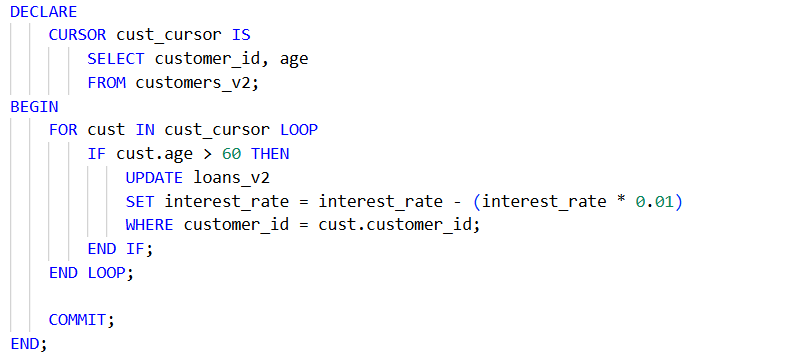 DECLARE
    CURSOR cust_cursor IS
        SELECT customer_id, age
        FROM customers_v2;
BEGIN
    FOR cust IN cust_cursor LOOP
        IF cust.age > 60 THEN
            UPDATE loans_v2
            SET interest_rate = interest_rate - (interest_rate * 0.01)
            WHERE customer_id = cust.customer_id;
        END IF;
    END LOOP;

    COMMIT;
END;